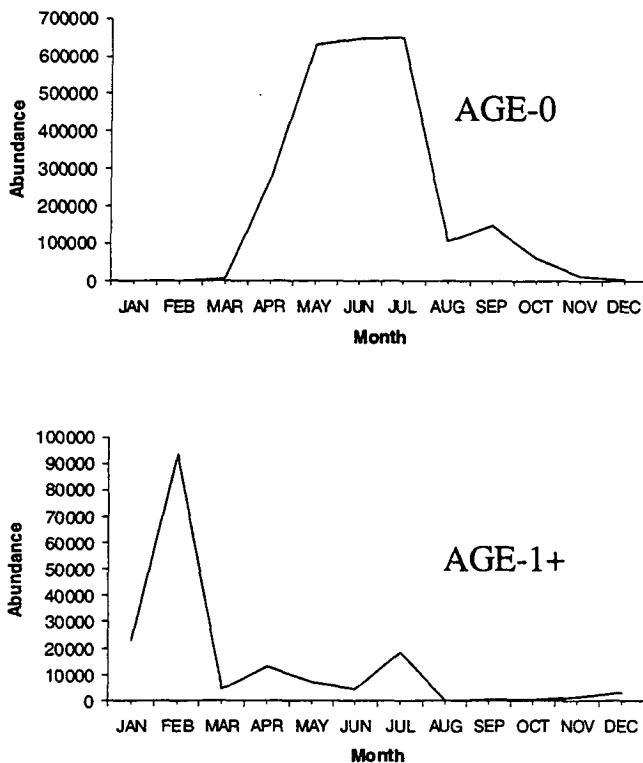 700000
600000
500000
400000
300000
200000
100000
0
Abundance
AGE-0
JAN FEB MAR APR MAY JUN JUL AUG SEP OCT NOV DEC
Month
100000
90000
80000
70000
60000
50000
40000
30000
20000
10000
0
Abundance
AGE-1+
JAN FEB MAR APR MAY JUN JUL AUG SEP OCT NOV DEC
Month